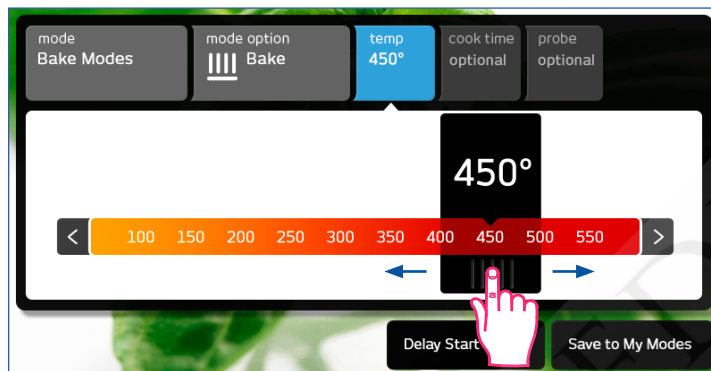 mode
Bake Modes
mode option
Bake
temp
450°
cook time
optional
probe
optional
450°
100 150 200 250 300 350 400 450 500 550
Delay Start
Save to My Modes